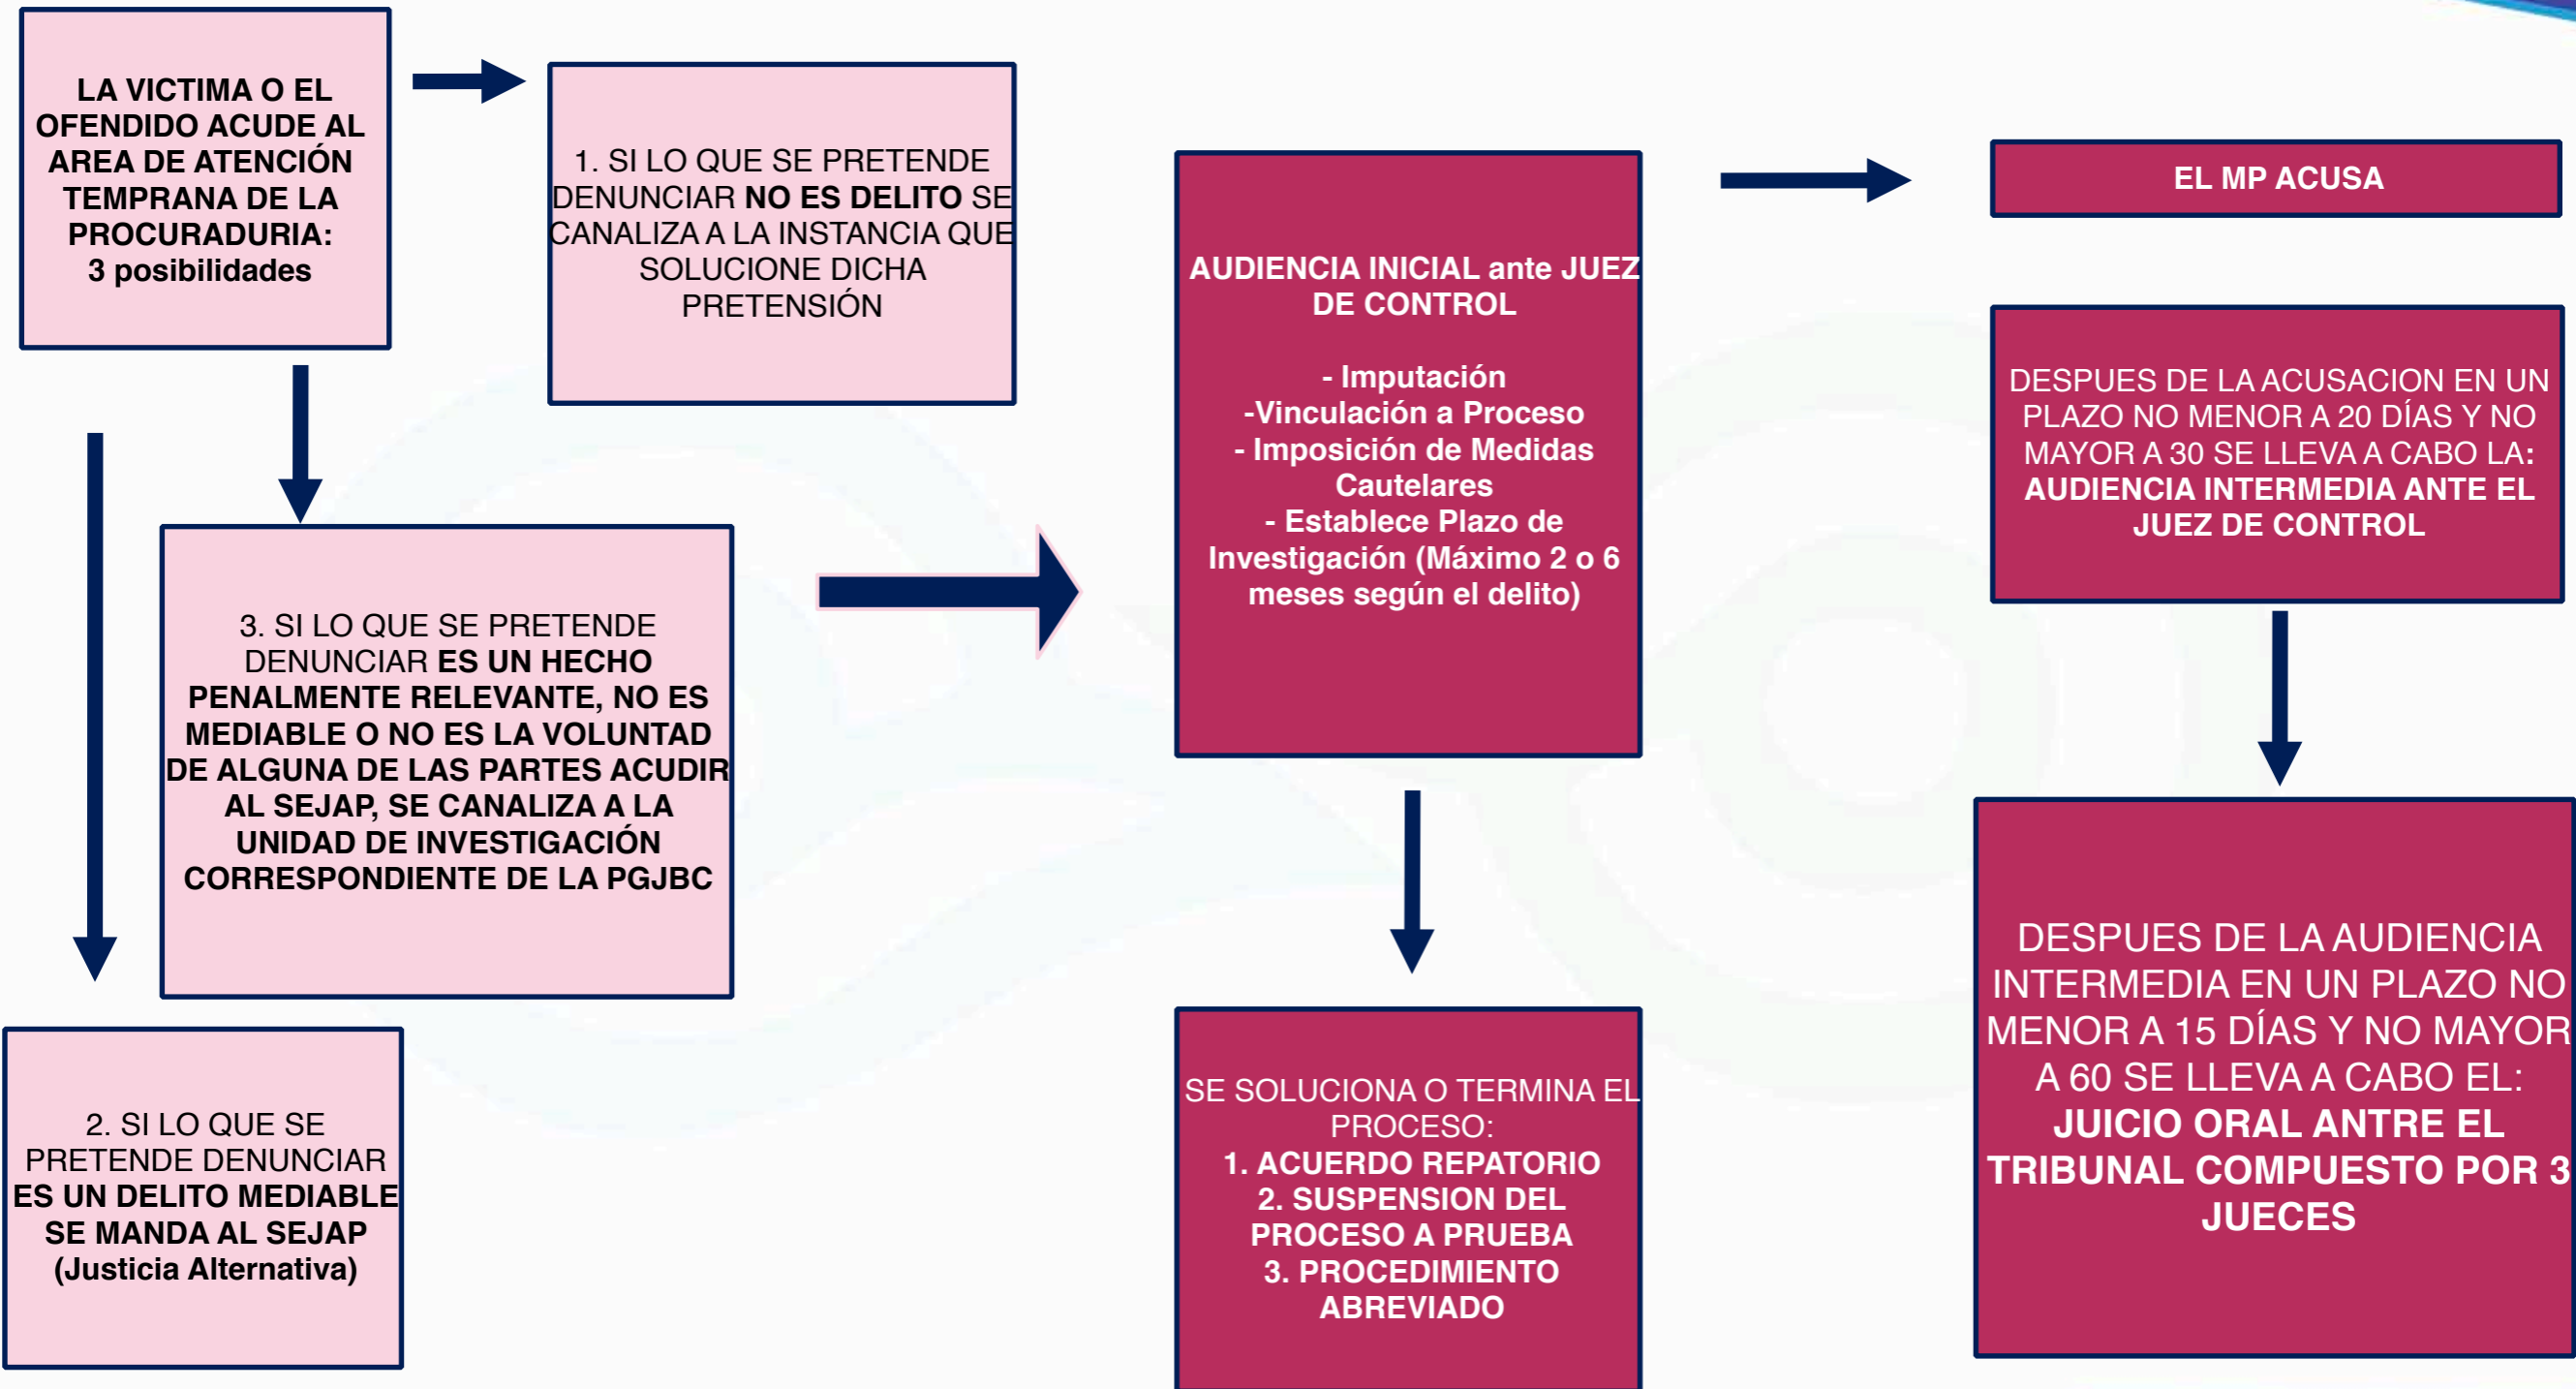 LA VICTIMA O EL
OFENDIDO ACUDE AL
AREA DE ATENCIÓN
TEMPRANA DE LA
PROCURADURIA:
3 posibilidades
1. SI LO QUE SE PRETENDE
DENUNCIAR NO ES DELITO SE
CANALIZA A LA INSTANCIA QUE
SOLUCIONE DICHA
PRETENSIÓN
3. SI LO QUE SE PRETENDE
DENUNCIAR ES UN HECHO
PENALMENTE RELEVANTE, NO ES
MEDIABLE O NO ES LA VOLUNTAD
DE ALGUNA DE LAS PARTES ACUDIR
AL SEJAP, SE CANALIZA A LA
UNIDAD DE INVESTIGACIÓN
CORRESPONDIENTE DE LA PGJBC
2. SI LO QUE SE
PRETENDE DENUNCIAR
ES UN DELITO MEDIABLE
SE MANDA AL SEJAP
(Justicia Alternativa)
AUDIENCIA INICIAL ante JUEZ
DE CONTROL
- Imputación
-Vinculación a Proceso
- Imposición de Medidas
Cautelares
- Establece Plazo de
Investigación (Máximo 2 o 6
meses según el delito)
SE SOLUCIONA O TERMINA EL
PROCESO:
1. ACUERDO REPATORIO
2. SUSPENSION DEL
PROCESO A PRUEBA
3. PROCEDIMIENTO
ABREVIADO
EL MP ACUSA
DESPUES DE LA ACUSACION EN UN
PLAZO NO MENOR A 20 DÍAS Y NO
MAYOR A 30 SE LLEVA A CABO LA:
AUDIENCIA INTERMEDIA ANTE EL
JUEZ DE CONTROL
DESPUES DE LA AUDIENCIA
INTERMEDIA EN UN PLAZO NO
MENOR A 15 DÍAS Y NO MAYOR
A 60 SE LLEVA A CABO EL:
JUICIO ORAL ANTRE EL
TRIBUNAL COMPUESTO POR 3
JUECES